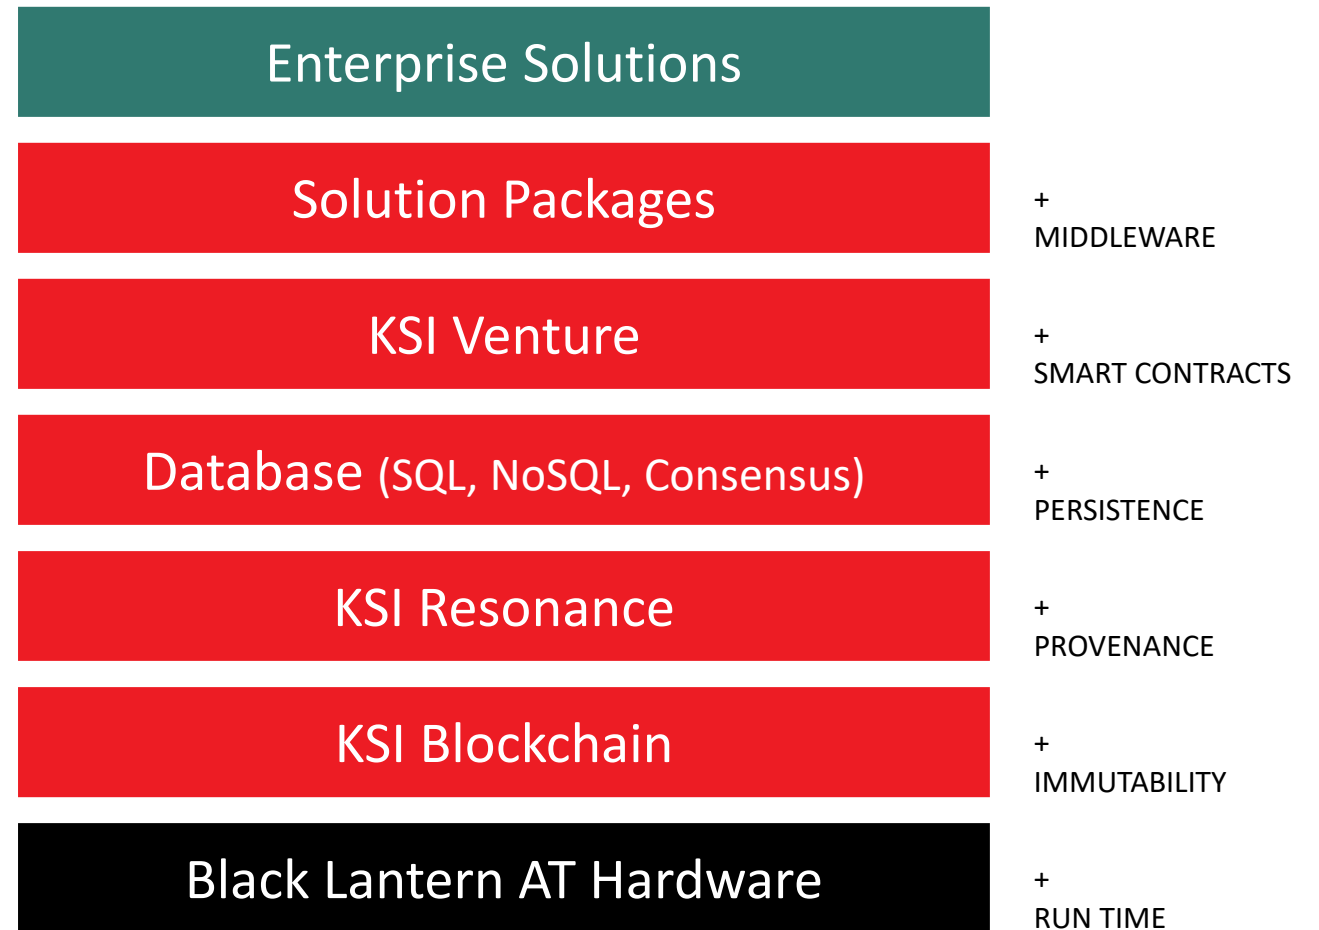 Enterprise Solutions
Solution Packages
+
MIDDLEWARE
KSI Venture
+
SMART CONTRACTS
Database (SQL, NoSQL, Consensus)
+
PERSISTENCE
KSI Resonance
+
PROVENANCE
KSI Blockchain
+
IMMUTABILITY
Black Lantern AT Hardware
+
RUN TIME